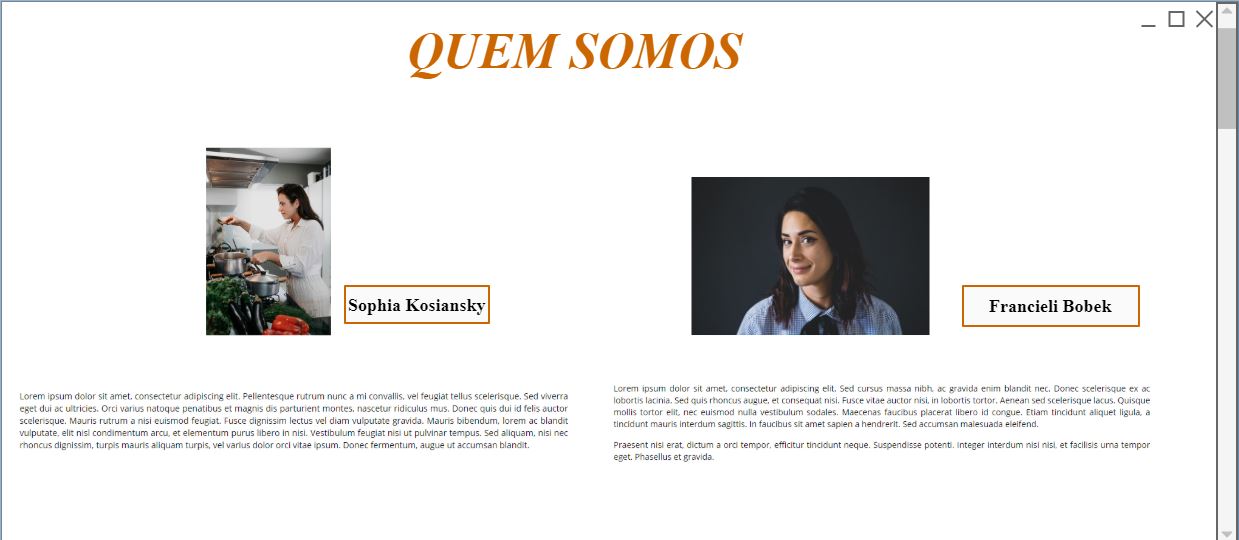 QUEM SOMOS
Sophia Kosiansky
Francieli Bobek
Lorem ipsum dolor sit amet, consectetur adipiscing elit. Pellentesque rutrum nunc a mi convallis, vel feugiat tellus scelerisque. Sed viverra
eget dui ac ultricies. Orci varius natoque penatibus et magnis dis parturient montes, nascetur ridiculus mus. Donec quis dui id felis auctor
scelerisque. Mauris rutrum a nisi euismod feugiat. Fusce dignissim lectus vel diam vulputate gravida. Mauris bibendum, lorem ac blandit
vulputate, elit nisl condimentum arcu, et elementum purus libero in nisi. Vestibulum feugiat nisi ut pulvinar tempus. Sed aliquam, nisi nec
rhoncus dignissim, turpis mauris aliquam turpis, vel varius dolor orci vitae ipsum. Donec fermentum, augue ut accumsan blandit.
Lorem ipsum dolor sit amet, consectetur adipiscing elit. Sed cursus massa nibh, ac gravida enim blandit nec. Donec scelerisque ex ac
lobortis lacinia. Sed quis rhoncus augue, et consequat nisi. Fusce vitae auctor nisi, in lobortis tortor. Aenean sed scelerisque lacus. Quisque
mollis tortor elit, nec euismod nulla vestibulum sodales. Maecenas faucibus placerat libero id congue. Etiam tincidunt aliquet ligula, a
tincidunt mauris interdum sagittis. In faucibus sit amet sapien a hendrerit. Sed accumsan malesuada eleifend.
Praesent nisi erat, dictum a orci tempor, efficitur tincidunt neque. Suspendisse potenti. Integer interdum nisi nisi, et facilisis urna tempor
eget. Phasellus et gravida.